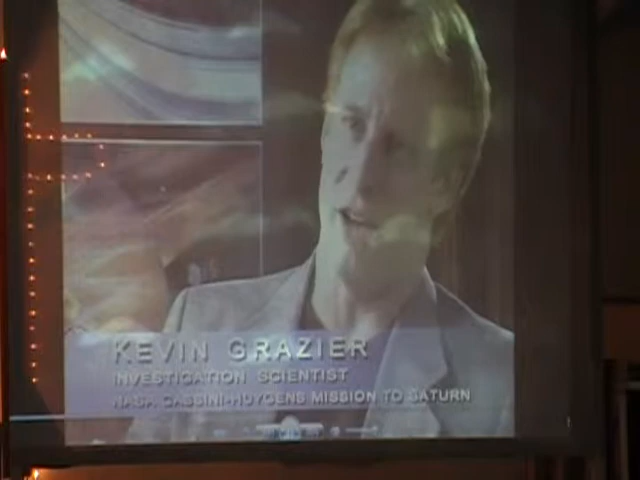 KEVIN GRAZIER
INVESTIGATION SCIENTIST
NASA CASSINI-HUYGENS MISSION TO SATURN